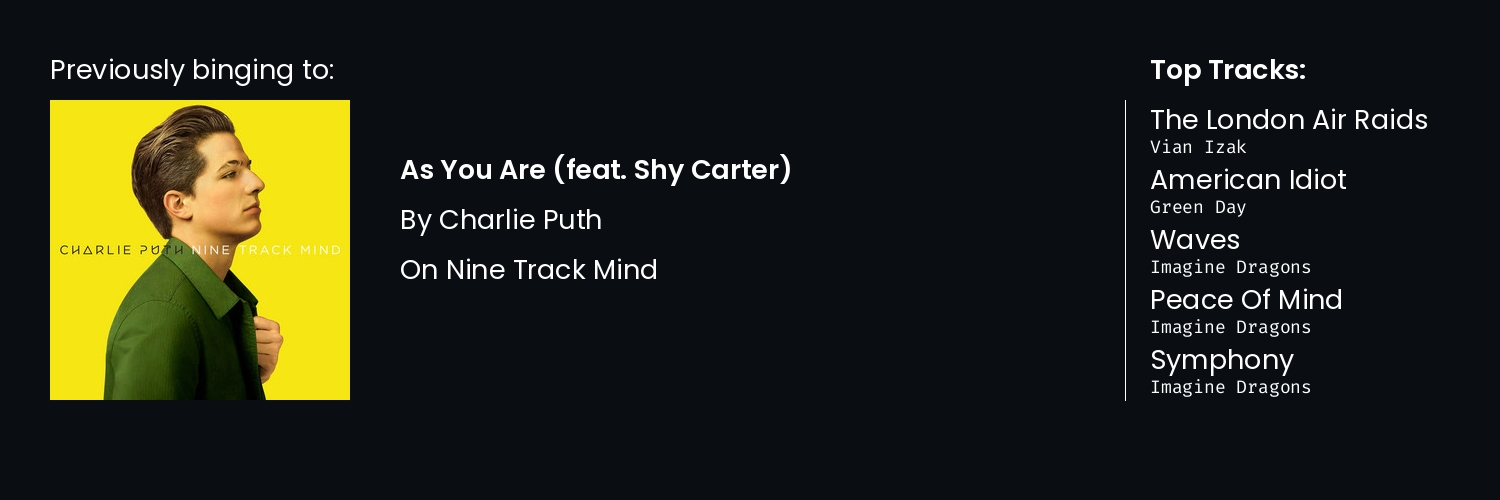 Previously binging to:
CHARLIE PUTH NINE TRACK MIND
As You Are (feat. Shy Carter)
By Charlie Puth
On Nine Track Mind
Top Tracks:
The London Air Raids
Vian Izak
American Idiot
Green Day
Waves
Imagine Dragons
Peace Of Mind
Imagine Dragons
Symphony
Imagine Dragons